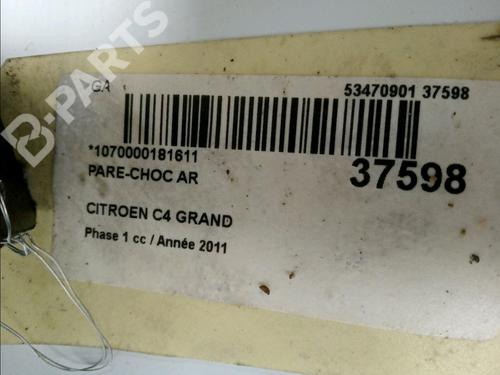 B-PARTS
GA
53470901 37598
*1070000181611
37598
PARE-CHOC AR
CITROEN C4 GRAND
Phase 1 cc / Année 2011